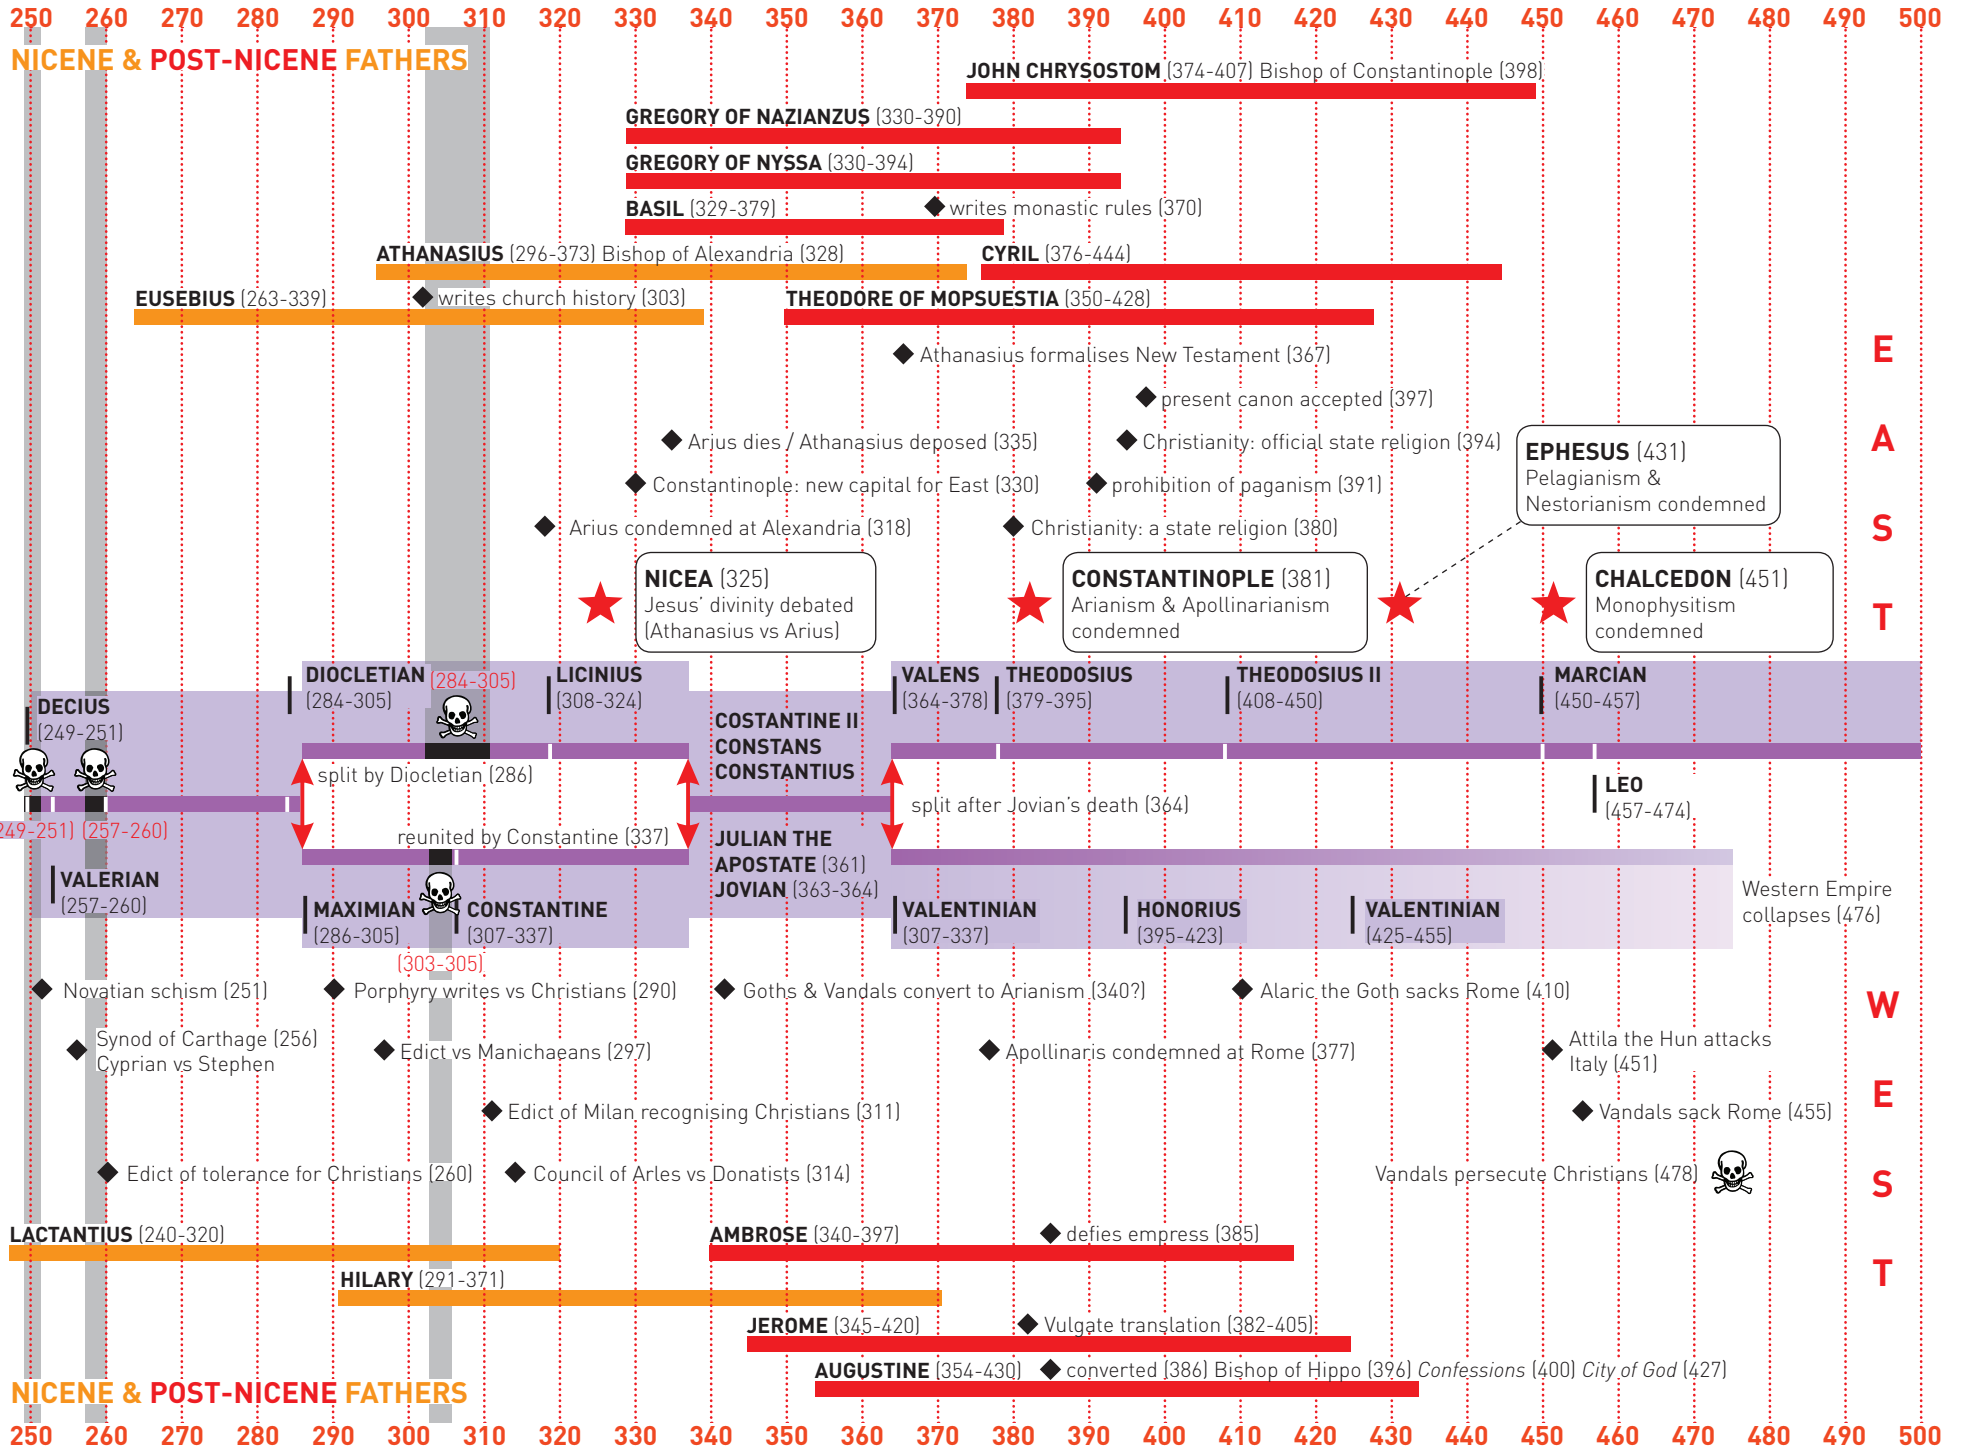 250 260 270 280 290 300 310 320 330 340 350 360 370 380 390 400 410 420 430 440 450 460 470 480 490 500
NICENE & POST-NICENE FATHERS
JOHN CHRYSOSTOM (374-407) Bishop of Constantinople (398)
GREGORY OF NAZIANZUS (330-390)
GREGORY OF NYSSA (330-394)
BASIL (329-379)
writes monastic rules (370)
ATHANASIUS (296-373) Bishop of Alexandria (328)
CYRIL (376-444)
EUSEBIUS (263-339)
writes church history (303)
THEODORE OF MOPSUESTIA (350-428)
Athanasius formalises New Testament (367)
present canon accepted (397)
Arius dies / Athanasius deposed (335)
Christianity: official state religion (394)
Constantinople: new capital for East (330)
prohibition of paganism (391)
Arius condemned at Alexandria (318)
Christianity: a state religion (380)
EPHESUS (431)
Pelagianism &
Nestorianism condemned
E
A
S
T
NICEA (325)
Jesus' divinity debated
(Athanasius vs Arius)
CONSTANTINOPLE (381)
Arianism & Apollinarianism
condemned
CHALCEDON (451)
Monophysitism
condemned
DECIUS
(249-251)
DIOCLETIAN
(284-305)
(284-305)
LICINIUS
(308-324)
COSTANTINE II
CONSTANS
CONSTANTIUS
VALENS
(364-378)
THEODOSIUS
(379-395)
THEODOSIUS II
(408-450)
MARCIAN
(450-457)
split by Diocletian (286)
split after Jovian's death (364)
LEO
(457-474)
249-251) (257-260)
reunited by Constantine (337)
JULIAN THE
APOSTATE (361)
JOVIAN (363-364)
VALERIAN
(257-260)
MAXIMIAN
(286-305)
(303-305)
CONSTANTINE
(307-337)
VALENTINIAN
(307-337)
HONORIUS
(395-423)
VALENTINIAN
(425-455)
Western Empire
collapses (476)
Novatian schism (251)
Porphyry writes vs Christians (290)
Goths & Vandals convert to Arianism (340?)
Alaric the Goth sacks Rome (410)
Synod of Carthage (256)
Cyprian vs Stephen
Edict vs Manichaeans (297)
Apollinaris condemned at Rome (377)
Attila the Hun attacks
Italy (451)
Edict of Milan recognising Christians (311)
Vandals sack Rome (455)
Edict of tolerance for Christians (260)
Council of Arles vs Donatists (314)
Vandals persecute Christians (478)
W
E
S
T
LACTANTIUS (240-320)
AMBROSE (340-397)
defies empress (385)
HILARY (291-371)
JEROME (345-420)
Vulgate translation (382-405)
AUGUSTINE (354-430)
converted (386) Bishop of Hippo (396) Confessions (400) City of God (427)
NICENE & POST-NICENE FATHERS
250 260 270 280 290 300 310 320 330 340 350 360 370 380 390 400 410 420 430 440 450 460 470 480 490 500